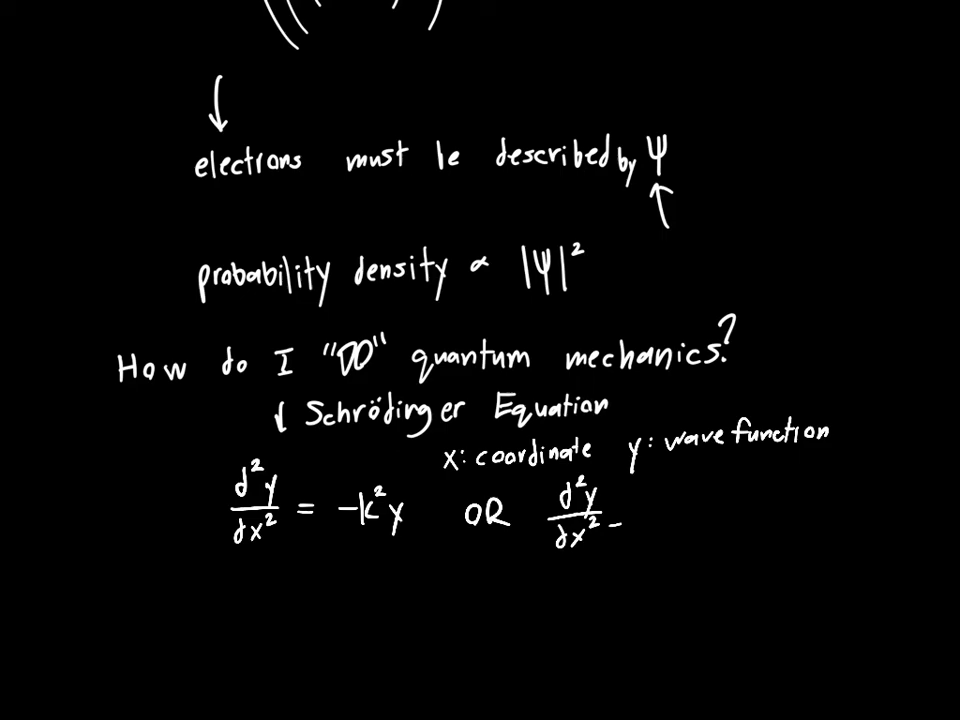 electrons must be described by Ψ
probability density ∝ |Ψ|²
How do I "DO" quantum mechanics?
Schrödinger Equation
x: coordinate y: wave function
d²y/dx² = -k²y OR d²y/dx² -